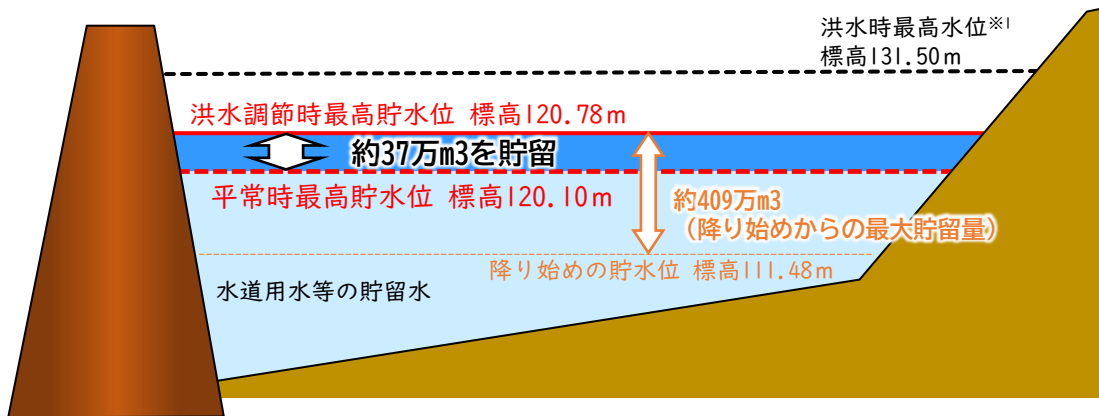 洪水時最高水位※1
標高131.50m
洪水調節時最高貯水位 標高120.78m
約37万m3を貯留
平常時最高貯水位 標高120.10m
約409万m3
（降り始めからの最大貯留量）
降り始めの貯水位 標高111.48m
水道用水等の貯留水